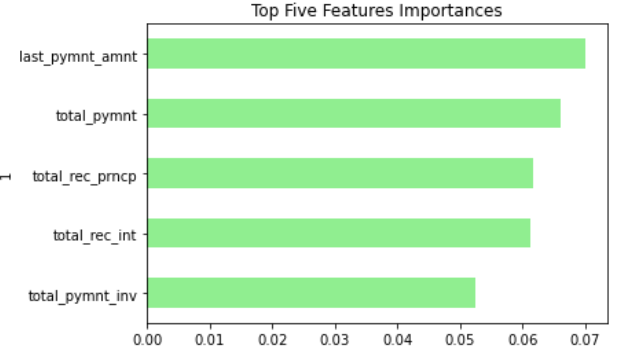 Top Five Features Importances
last_pymnt_amnt
total_pymnt
total_rec_prncp
total_rec_int
total_pymnt_inv
1
0.00 0.01 0.02 0.03 0.04 0.05 0.06 0.07